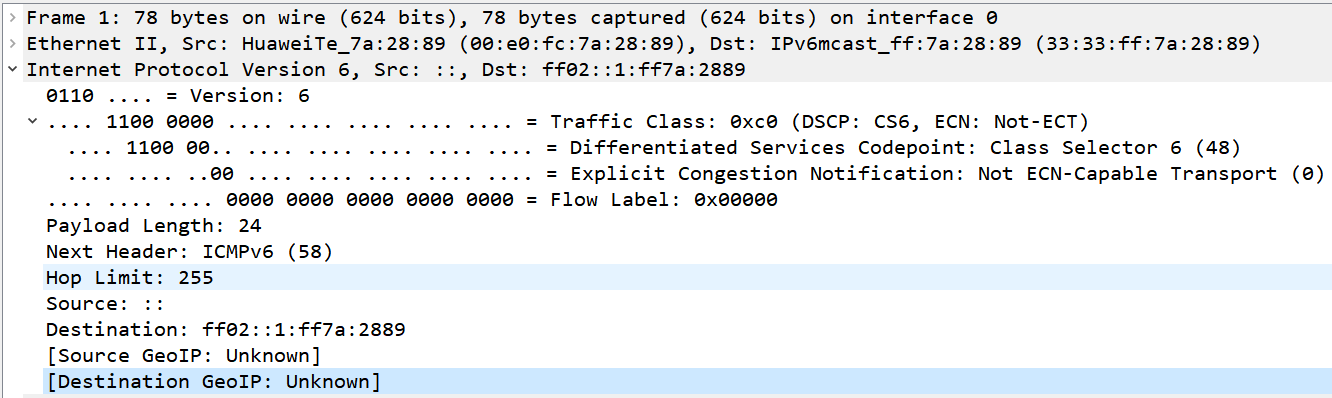 Frame 1: 78 bytes on wire (624 bits), 78 bytes captured (624 bits) on interface 0
Ethernet II, Src: HuaweiTe_7a:28:89 (00:e0:fc:7a:28:89), Dst: IPv6mcast_ff:7a:28:89 (33:33:ff:7a:28:89)
Internet Protocol Version 6, Src: ::, Dst: ff02::1:ff7a:2889
0110 .... = Version: 6
.... 1100 0000 .... .... .... .... .... = Traffic Class: 0xc0 (DSCP: CS6, ECN: Not-ECT)
.... 1100 00.. .... .... .... .... .... = Differentiated Services Codepoint: Class Selector 6 (48)
.... .... ..00 .... .... .... .... .... = Explicit Congestion Notification: Not ECN-Capable Transport (0)
.... .... .... 0000 0000 0000 0000 0000 = Flow Label: 0x00000
Payload Length: 24
Next Header: ICMPv6 (58)
Hop Limit: 255
Source: ::
Destination: ff02::1:ff7a:2889
[Source GeoIP: Unknown]
[Destination GeoIP: Unknown]